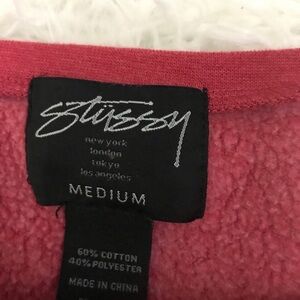 Stüssy
new york
london
tokyo
los angeles
MEDIUM
60% COTTON
40% POLYESTER
MADE IN CHINA